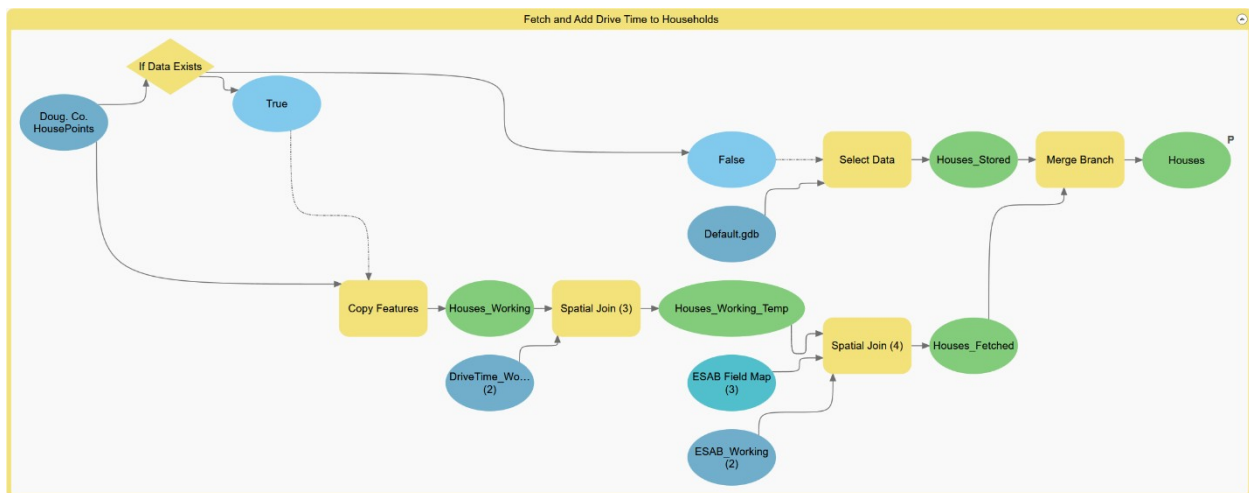 Fetch and Add Drive Time to Households
If Data Exists
Doug. Co.
HousePoints
True
False
Select Data
Houses_Stored
Merge Branch
Houses
P
Default.gdb
Copy Features
Houses_Working
Spatial Join (3)
Houses_Working_Temp
Spatial Join (4)
Houses_Fetched
DriveTime_Wo...
(2)
ESAB Field Map
(3)
ESAB_Working
(2)